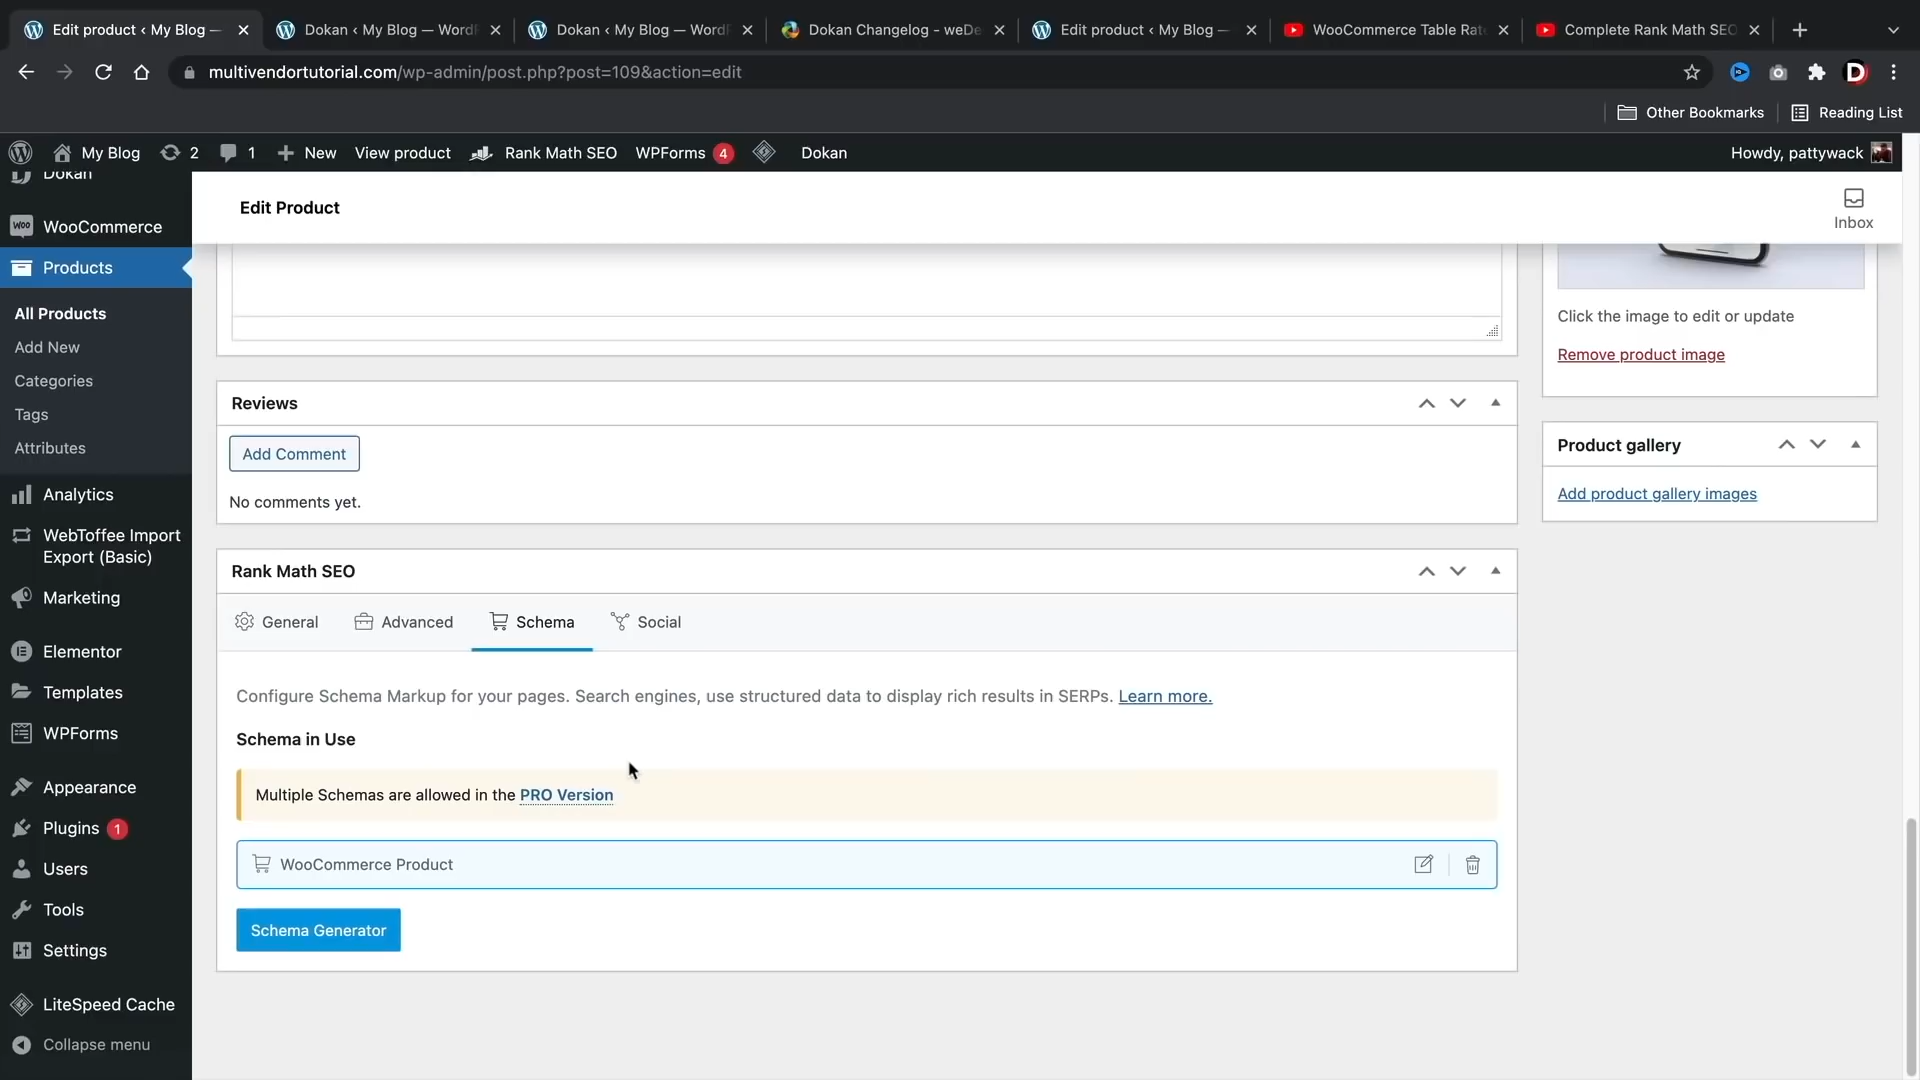 Edit product ‹ My Blog —
Dokan ‹ My Blog — WordP
Dokan ‹ My Blog — WordP
Dokan Changelog - weDe
Edit product ‹ My Blog —
WooCommerce Table Rate
Complete Rank Math SEO
multivendortutorial.com/wp-admin/post.php?post=109&action=edit
Other Bookmarks
Reading List
My Blog
2
1
New
View product
Rank Math SEO
WPForms 4
Dokan
Howdy, pattywack
Dokan
WooCommerce
Products
All Products
Add New
Categories
Tags
Attributes
Analytics
WebToffee Import
Export (Basic)
Marketing
Elementor
Templates
WPForms
Appearance
Plugins 1
Users
Tools
Settings
LiteSpeed Cache
Collapse menu
Edit Product
Inbox
Click the image to edit or update
Remove product image
Reviews
Add Comment
No comments yet.
Product gallery
Add product gallery images
Rank Math SEO
General
Advanced
Schema
Social
Configure Schema Markup for your pages. Search engines, use structured data to display rich results in SERPs. Learn more.
Schema in Use
Multiple Schemas are allowed in the PRO Version
WooCommerce Product
Schema Generator